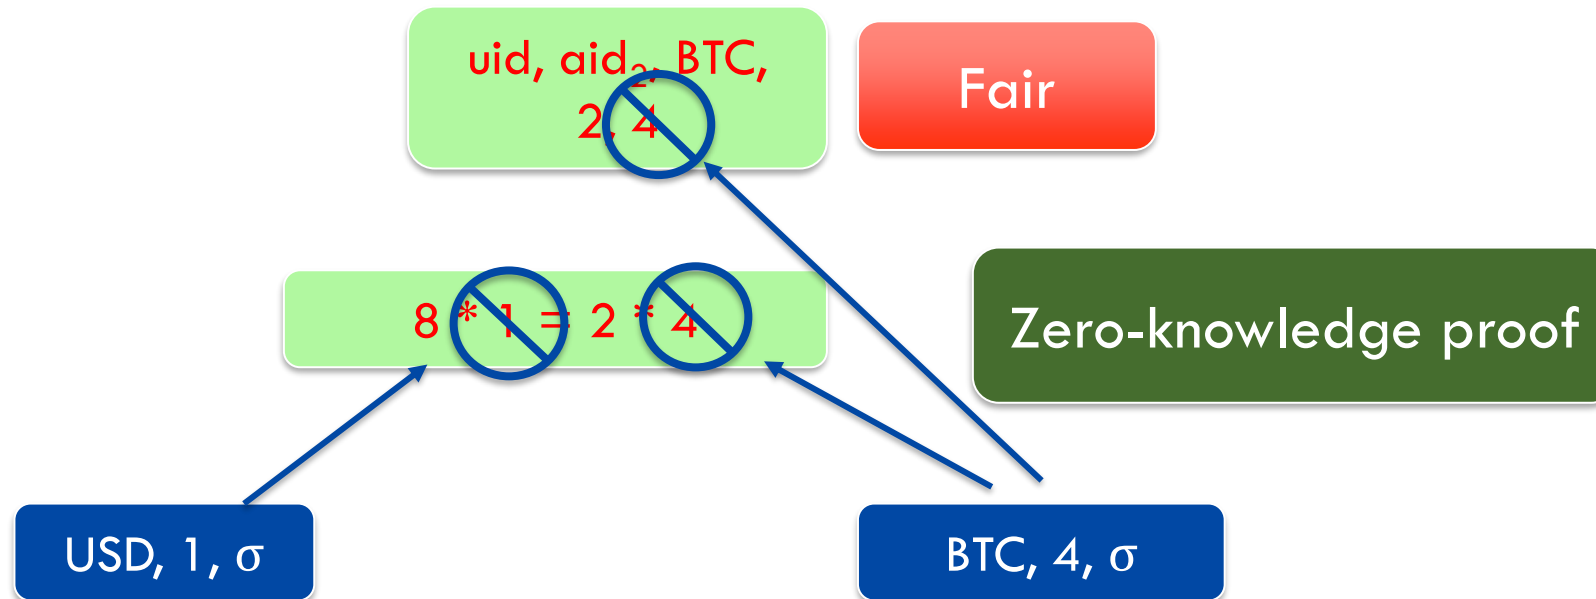 uid, aid₂, BTC,
2, 4
Fair
8 * 1 = 2 * 4
Zero-knowledge proof
USD, 1, σ
BTC, 4, σ